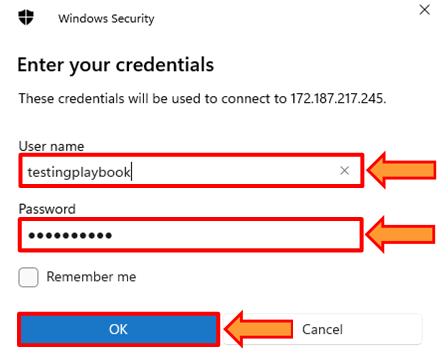 Windows Security
Enter your credentials
These credentials will be used to connect to 172.187.217.245.
User name
testingplaybook
Password
••••••••••
Remember me
OK
Cancel